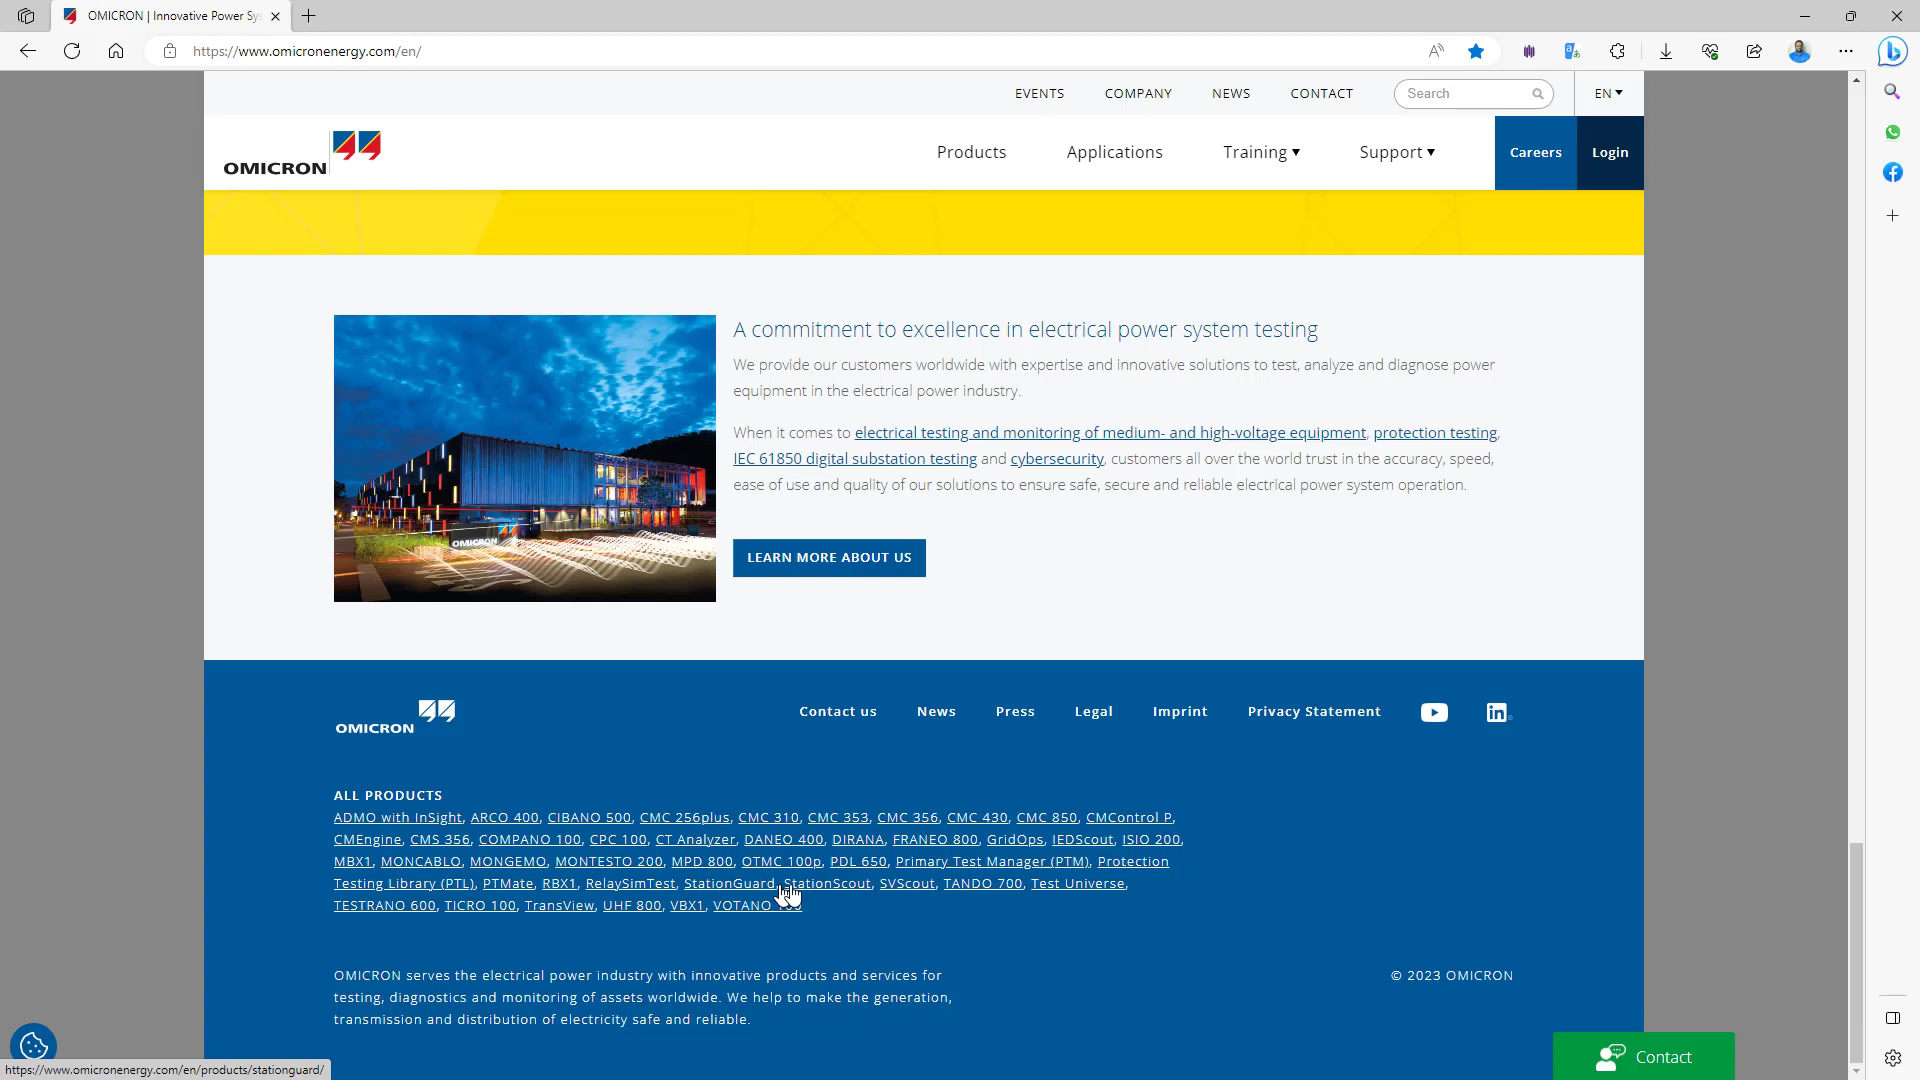 OMICRON | Innovative Power Sy
https://www.omicronenergy.com/en/
EVENTS COMPANY NEWS CONTACT Search EN
OMICRON
Products Applications Training Support Careers Login
A commitment to excellence in electrical power system testing
We provide our customers worldwide with expertise and innovative solutions to test, analyze and diagnose power
equipment in the electrical power industry.
When it comes to electrical testing and monitoring of medium- and high-voltage equipment, protection testing,
IEC 61850 digital substation testing and cybersecurity, customers all over the world trust in the accuracy, speed,
ease of use and quality of our solutions to ensure safe, secure and reliable electrical power system operation.
OMICRON
LEARN MORE ABOUT US
OMICRON
Contact us News Press Legal Imprint Privacy Statement
ALL PRODUCTS
ADMO with InSight, ARCO 400, CIBANO 500, CMC 256plus, CMC 310, CMC 353, CMC 356, CMC 430, CMC 850, CMControl P,
CMEngine, CMS 356, COMPANO 100, CPC 100, CT Analyzer, DANEO 400, DIRANA, FRANEO 800, GridOps, IEDScout, ISIO 200,
MBX1, MONCABLO, MONGEMO, MONTESTO 200, MPD 800, OTMC 100p, PDL 650, Primary Test Manager (PTM), Protection
Testing Library (PTL), PTMate, RBX1, RelaySimTest, StationGuard, StationScout, SVScout, TANDO 700, Test Universe,
TESTRANO 600, TICRO 100, TransView, UHF 800, VBX1, VOTANO
OMICRON serves the electrical power industry with innovative products and services for
testing, diagnostics and monitoring of assets worldwide. We help to make the generation,
transmission and distribution of electricity safe and reliable.
© 2023 OMICRON
Contact
https://www.omicronenergy.com/en/products/stationguard/